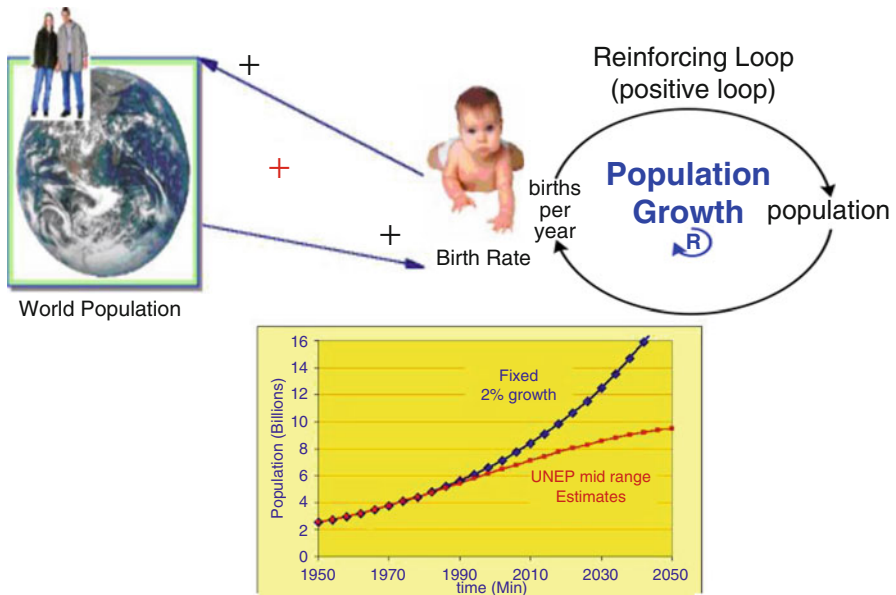 +
+
+
World Population
Birth Rate
Reinforcing Loop
(positive loop)
births
per
year
Population
Growth
R
population
Population (Billions)
16
14
12
10
8
6
4
2
0
Fixed
2% growth
UNEP mid range
Estimates
1950 1970 1990 2010 2030 2050
time (Min)